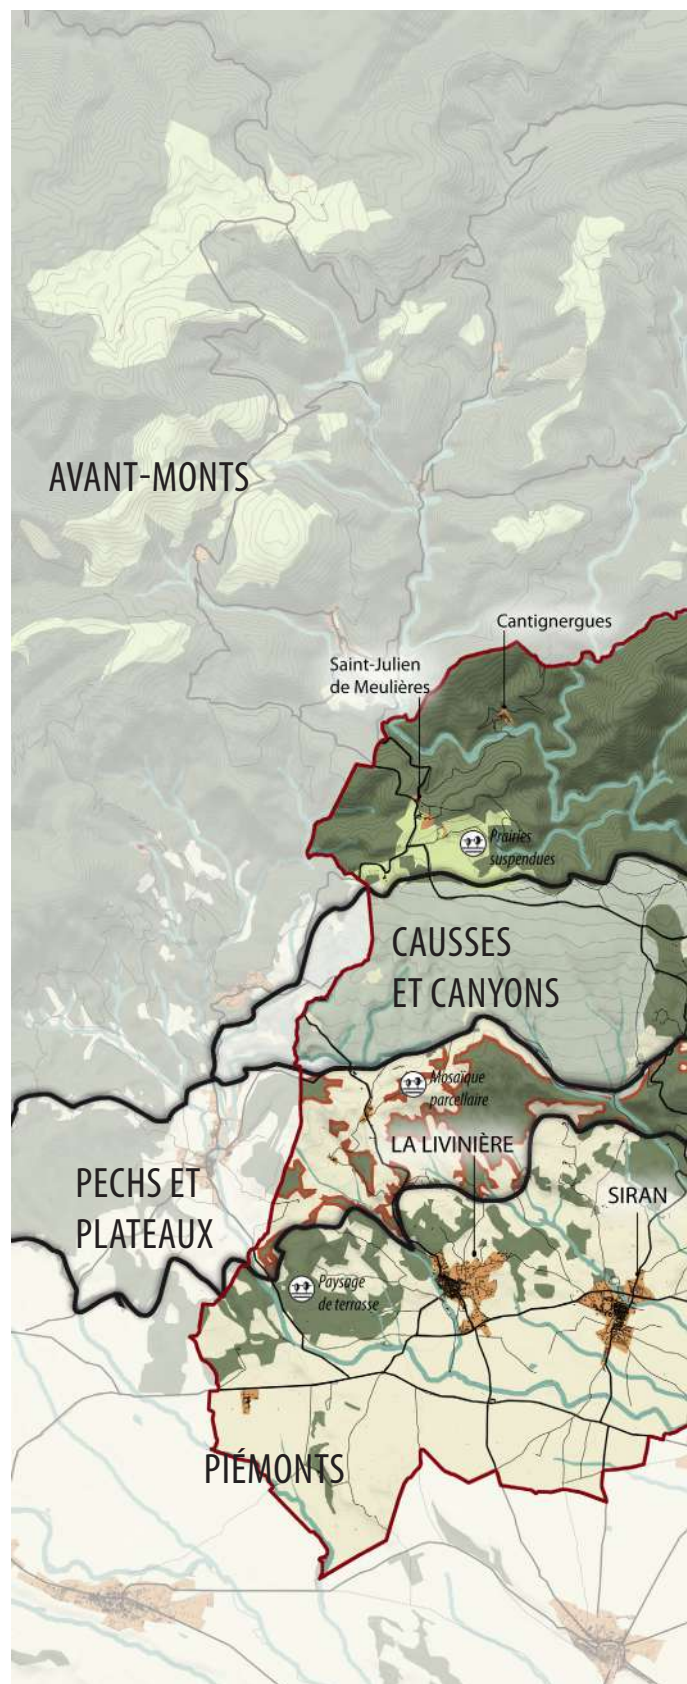 AVANT-MONTS
Cantignergues
Saint-Julien
de Meulières
Prairies
suspendues
CAUSSES
ET CANYONS
Mosaïque
parcellaire
LA LIVINIÈRE
PECHS ET
PLATEAUX
SIRAN
Paysage
de terrasse
PIÉMONTS